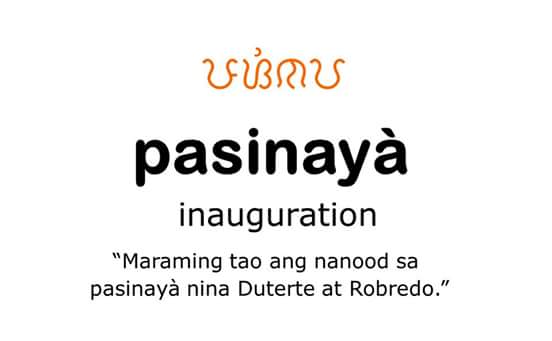 ᜉᜐᜒᜈᜌ
pasinayà
inauguration
“Maraming tao ang nanood sa
pasinayà nina Duterte at Robredo.”